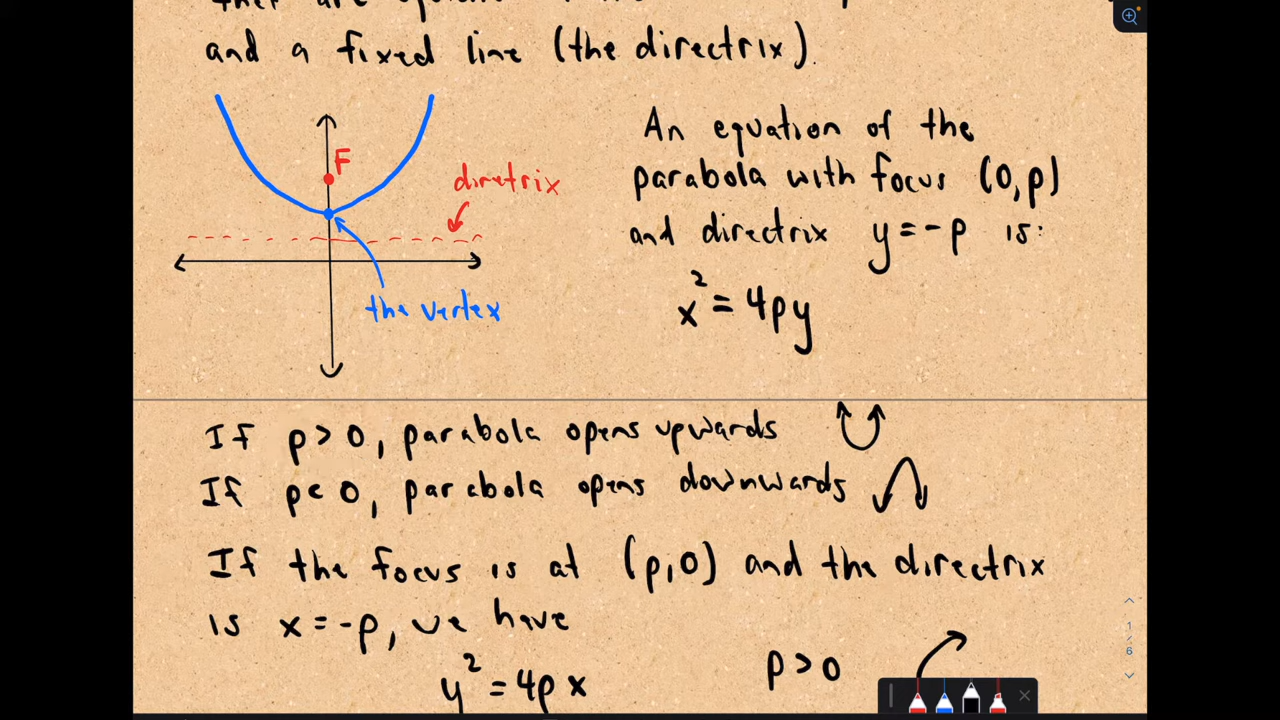 and a fixed line (the directrix).
F
directrix
the vertex
An equation of the
parabola with focus (0,p)
and directrix y=-p is:
x²=4py
If p>0, parabola opens upwards
If p<0, parabola opens downwards
If the focus is at (p,0) and the directrix
is x=-p, we have
y²=4px
p>0
1
/
6